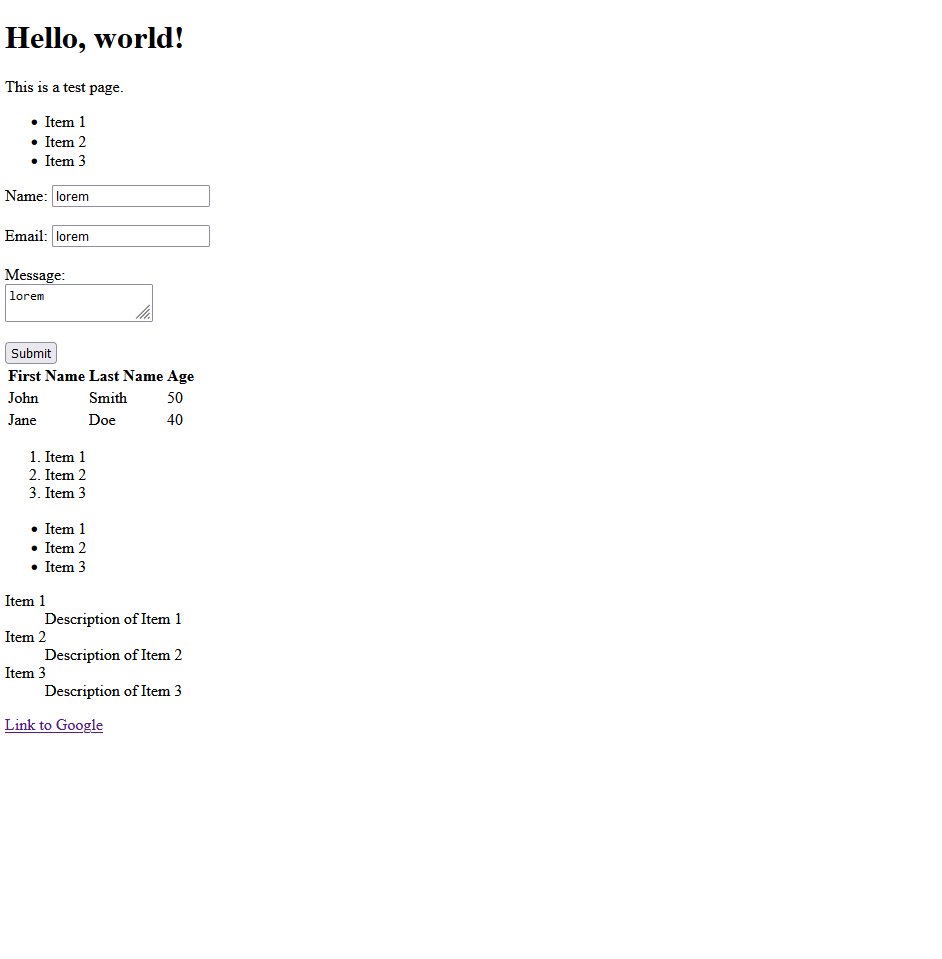 Hello, world!
This is a test page.
Item 1
Item 2
Item 3
Name: lorem
Email: lorem
Message:
lorem
Submit
First Name Last Name Age
John Smith 50
Jane Doe 40
1. Item 1
2. Item 2
3. Item 3
Item 1
Item 2
Item 3
Item 1
Description of Item 1
Item 2
Description of Item 2
Item 3
Description of Item 3
Link to Google